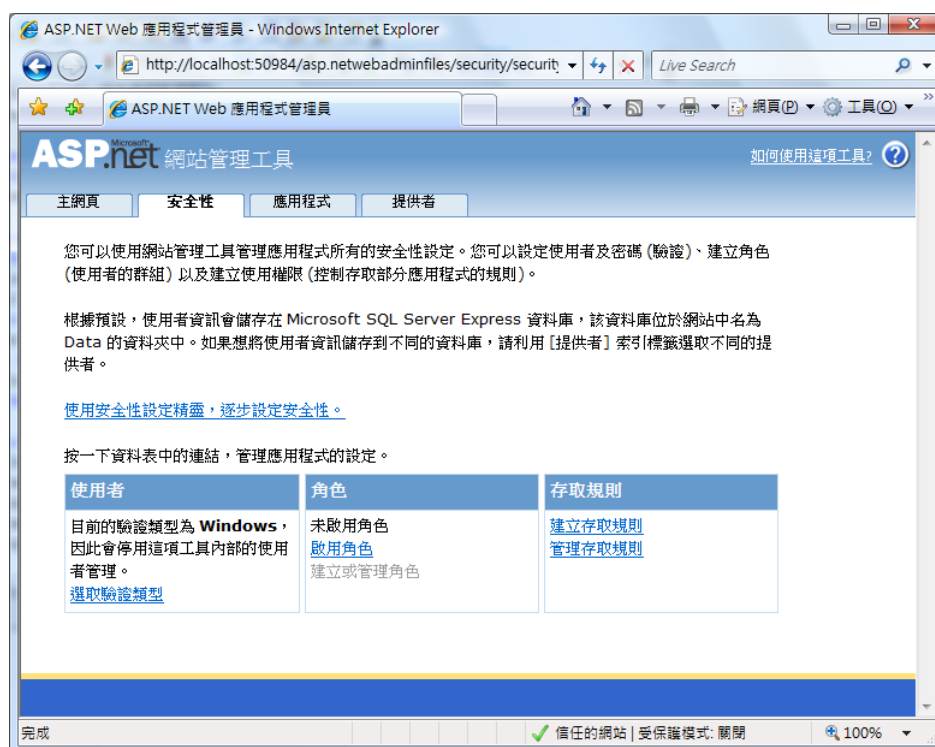 ASP.NET Web 應用程式管理員 - Windows Internet Explorer
http://localhost:50984/asp.netwebadminfiles/security/security
Live Search
ASP.NET Web 應用程式管理員
網頁(P)
工具(O)
Microsoft
ASP.net 網站管理工具
如何使用這項工具?
主網頁
安全性
應用程式
提供者
您可以使用網站管理工具管理應用程式所有的安全性設定。您可以設定使用者及密碼 (驗證)、建立角色
(使用者的群組) 以及建立使用權限 (控制存取部分應用程式的規則)。
根據預設，使用者資訊會儲存在 Microsoft SQL Server Express 資料庫，該資料庫位於網站中名為
Data 的資料夾中。如果想將使用者資訊儲存到不同的資料庫，請利用 [提供者] 索引標籤選取不同的提
供者。
使用安全性設定精靈，逐步設定安全性。
按一下資料表中的連結，管理應用程式的設定。
使用者
目前的驗證類型為 Windows，
因此會停用這項工具內部的使用
者管理。
選取驗證類型
角色
未啟用角色
啟用角色
建立或管理角色
存取規則
建立存取規則
管理存取規則
完成
信任的網站 | 受保護模式: 關閉
100%